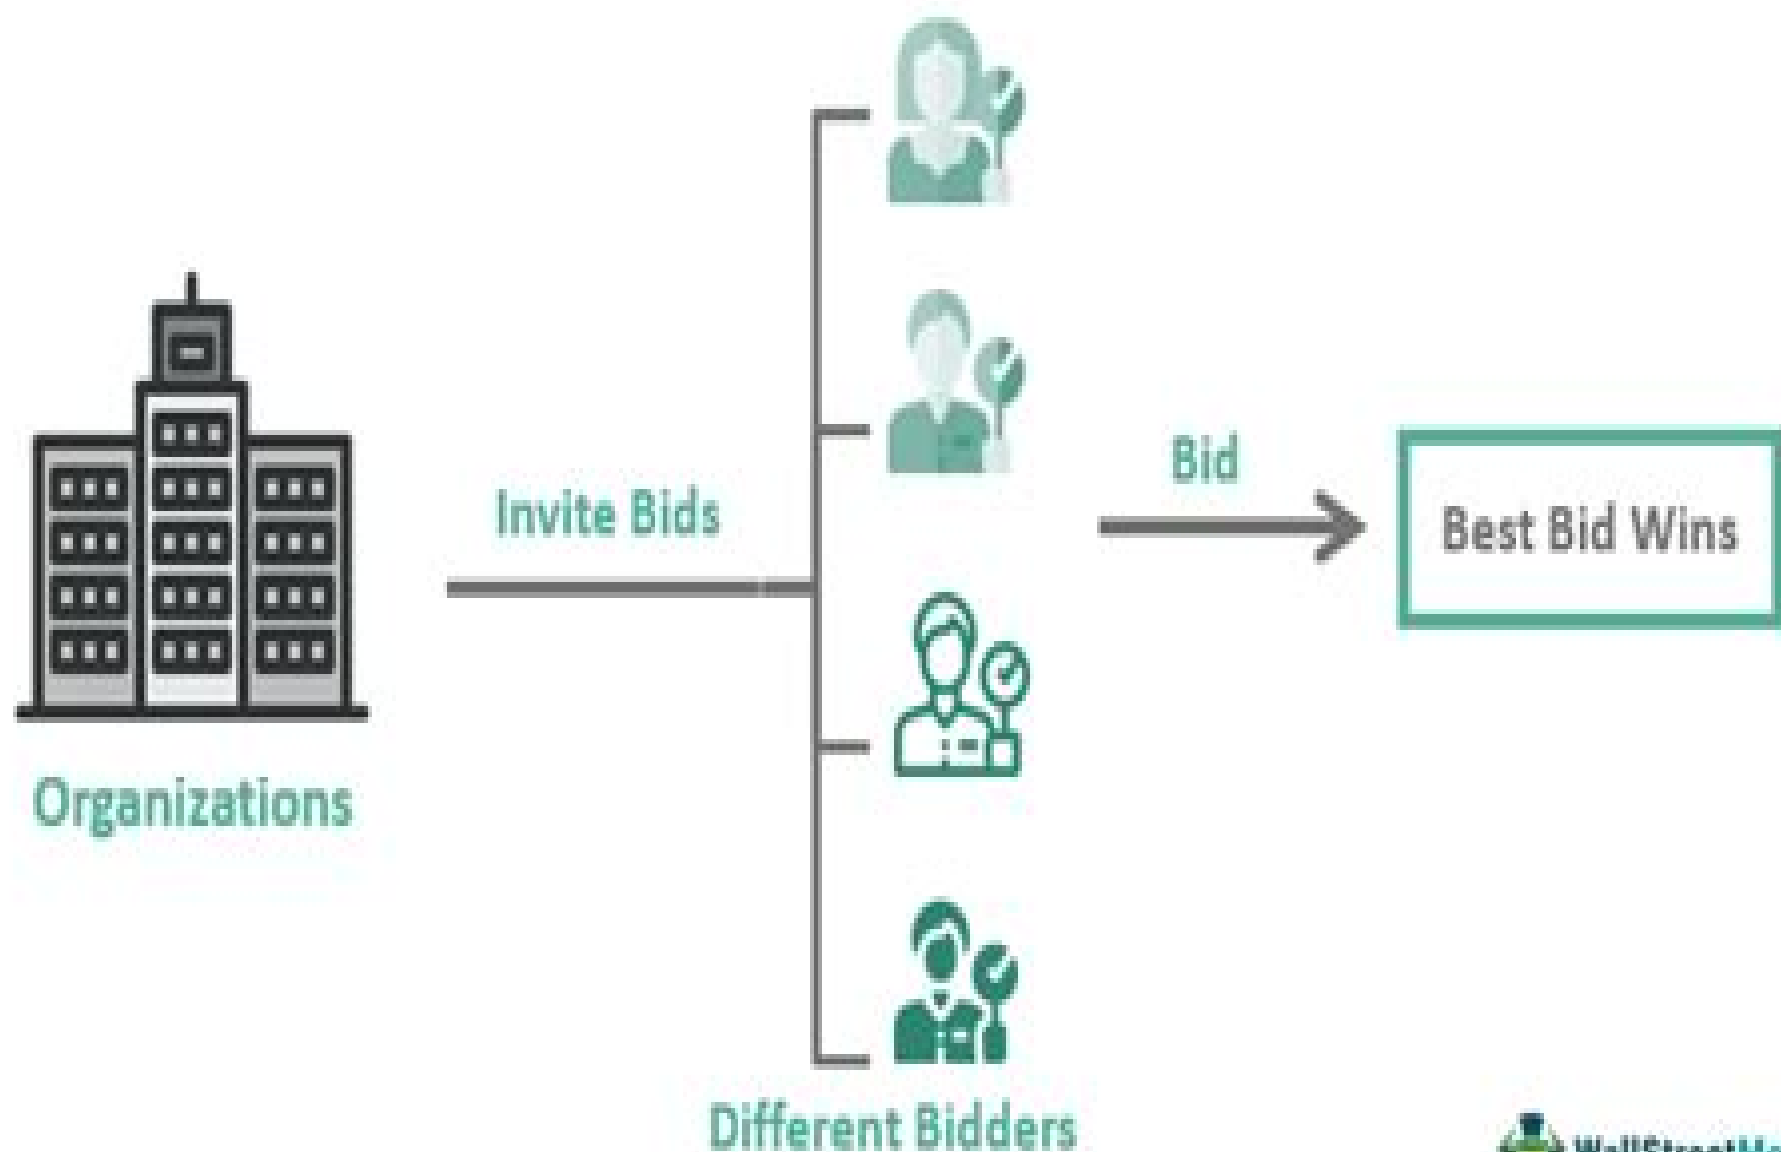 Organizations
Invite Bids
Different Bidders
Bid
Best Bid Wins